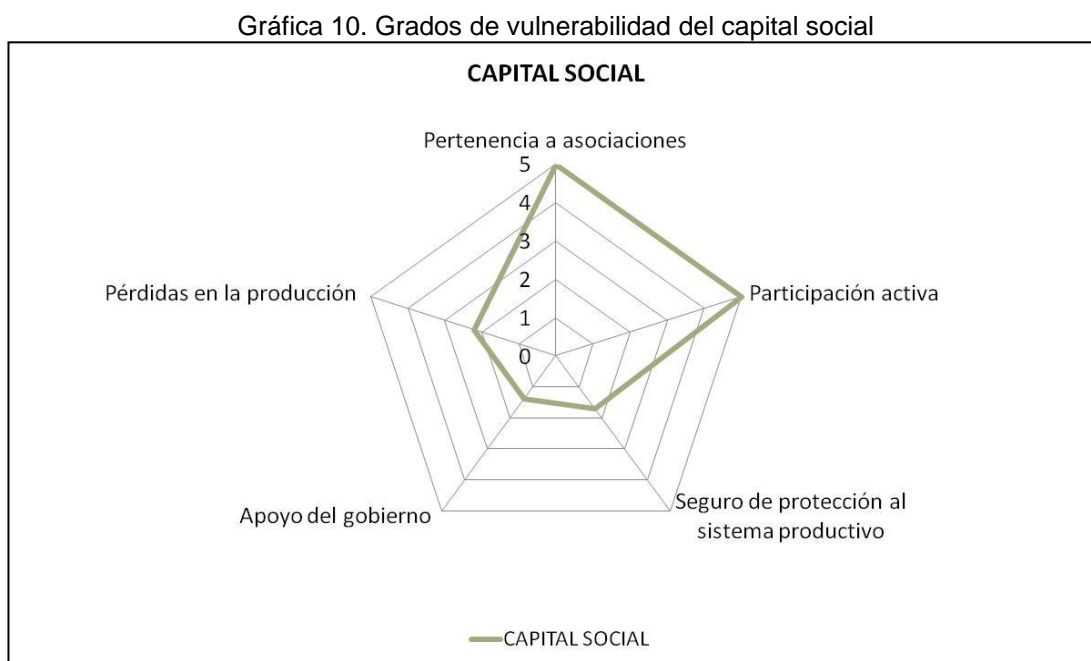 Gráfica 10. Grados de vulnerabilidad del capital social
CAPITAL SOCIAL
Pertenencia a asociaciones
5
4
3
2
1
0
Participación activa
Pérdidas en la producción
Seguro de protección al
sistema productivo
Apoyo del gobierno
CAPITAL SOCIAL